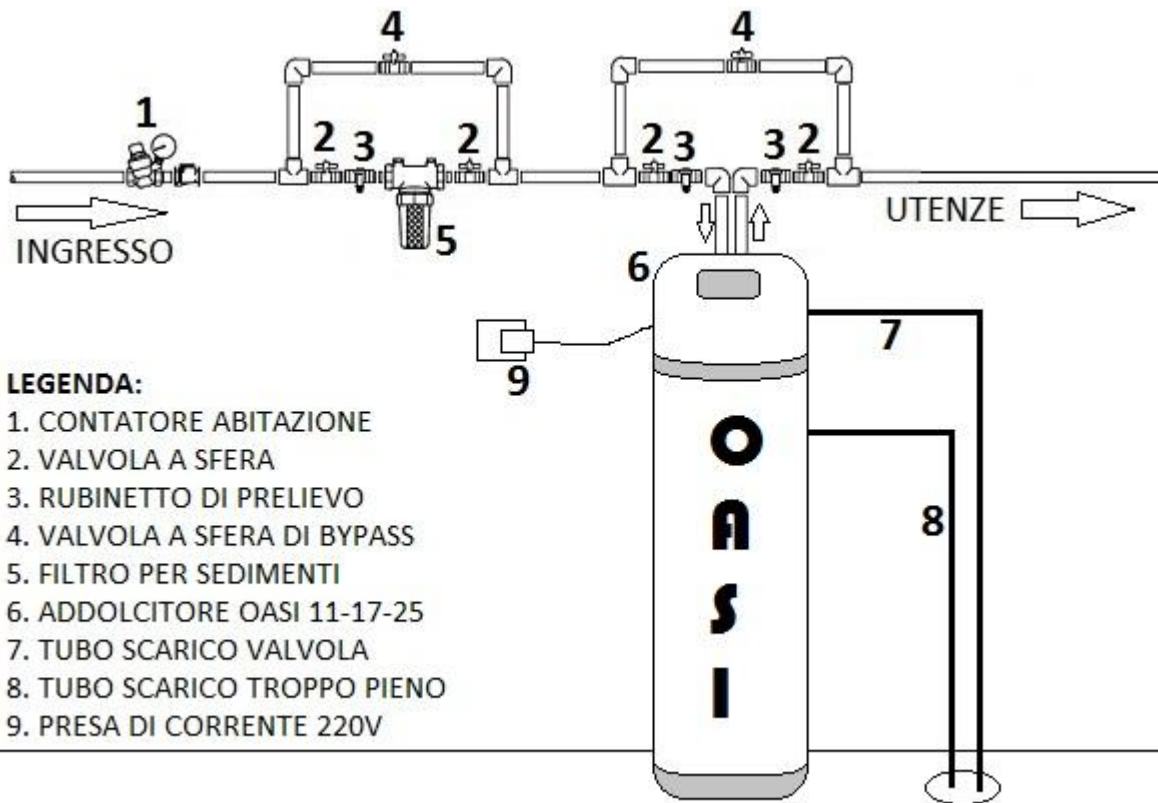 4
4
1
2
3
2
2
3
3
2
INGRESSO
5
UTENZE
6
7
9
LEGENDA:
1. CONTATORE ABITAZIONE
2. VALVOLA A SFERA
3. RUBINETTO DI PRELIEVO
4. VALVOLA A SFERA DI BYPASS
5. FILTRO PER SEDIMENTI
6. ADDOLCITORE OASI 11-17-25
7. TUBO SCARICO VALVOLA
8. TUBO SCARICO TROPPO PIENO
9. PRESA DI CORRENTE 220V
OASI
8